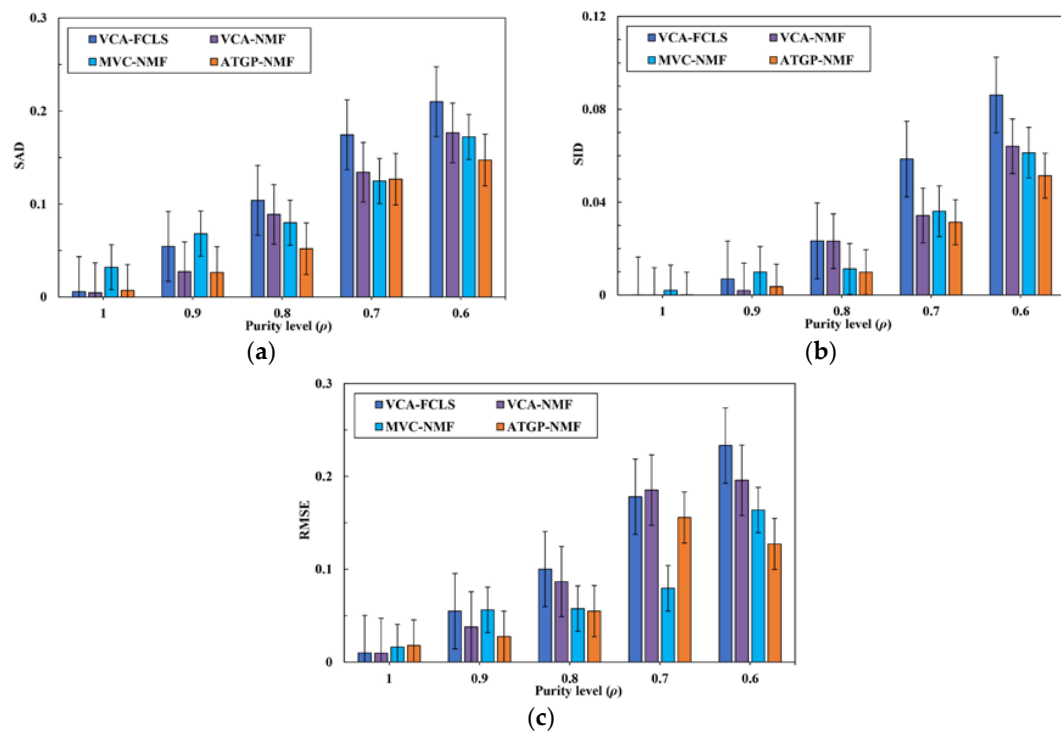 0.3
VCA-FCLS VCA-NMF
MVC-NMF ATGP-NMF
0.2
SAD
0.1
0
1 0.9 0.8 0.7 0.6
Purity level (ρ)
(a)
0.12
VCA-FCLS VCA-NMF
MVC-NMF ATGP-NMF
0.08
SID
0.04
0
1 0.9 0.8 0.7 0.6
Purity level (ρ)
(b)
0.3
VCA-FCLS VCA-NMF
MVC-NMF ATGP-NMF
0.2
RMSE
0.1
0
1 0.9 0.8 0.7 0.6
Purity level (ρ)
(c)